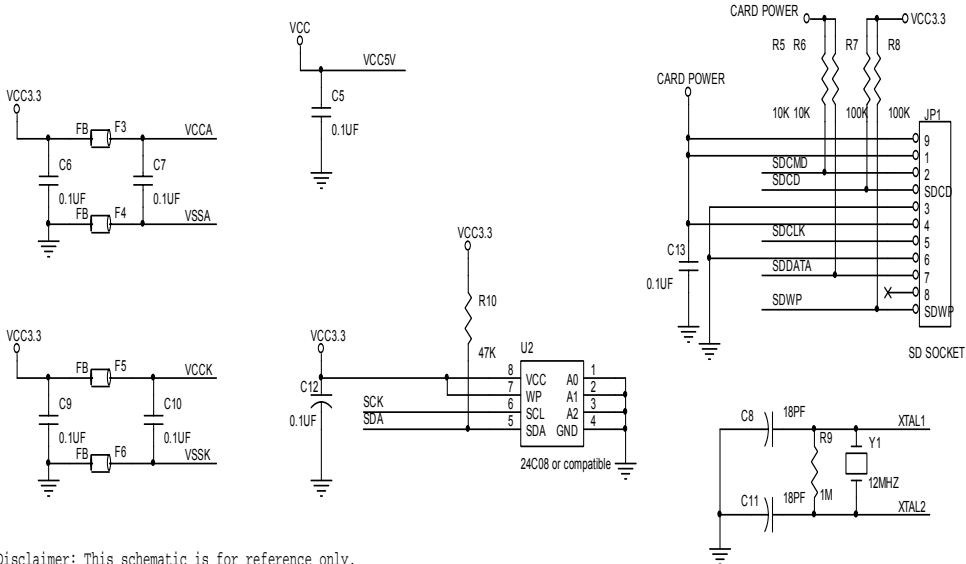 CARD POWER
VCC3.3
R5 R6 R7 R8
10K 10K 100K 100K
VCC
VCC5V
C5
0.1UF
VCC3.3
FB F3 VCCA
C6 C7
0.1UF 0.1UF
FB F4 VSSA
CARD POWER
JP1
9
1
SDCMD 2
SDCD SDCD
3
4
SDCLK 5
C13 6
SDDATA 7
0.1UF 8
SDWP SDWP
SD SOCKET
VCC3.3
R10
47K
VCC3.3
FB F5 VCCK
C9 C10
0.1UF 0.1UF
FB F6 VSSK
VCC3.3
C12
0.1UF
SCK
SDA
U2
8 VCC A0 1
7 WP A1 2
6 SCL A2 3
5 SDA GND 4
24C08 or compatible
C8 18PF XTAL1
R9 Y1
1M 12MHZ
C11 18PF XTAL2
Disclaimer: This schematic is for reference only.